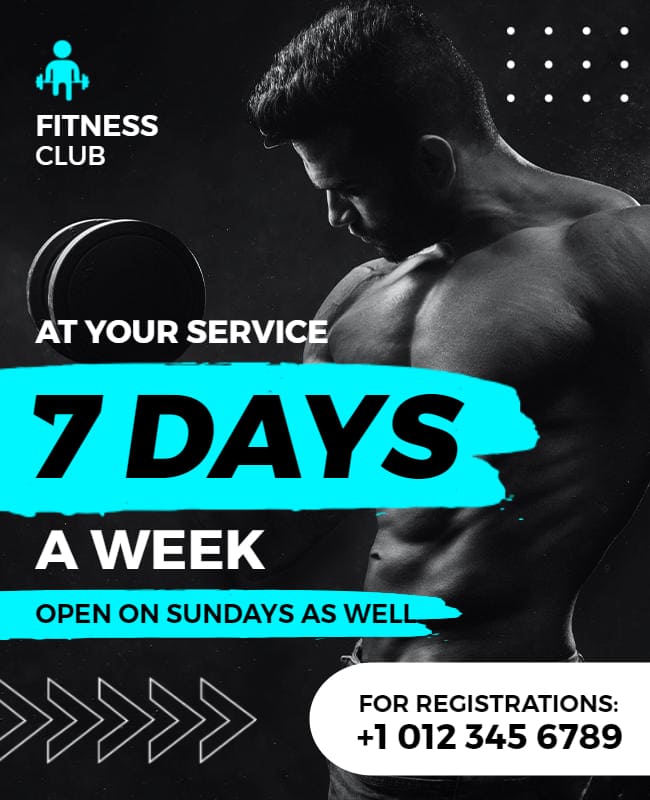 FITNESS
CLUB
AT YOUR SERVICE
7 DAYS
A WEEK
OPEN ON SUNDAYS AS WELL
FOR REGISTRATIONS:
+1 012 345 6789